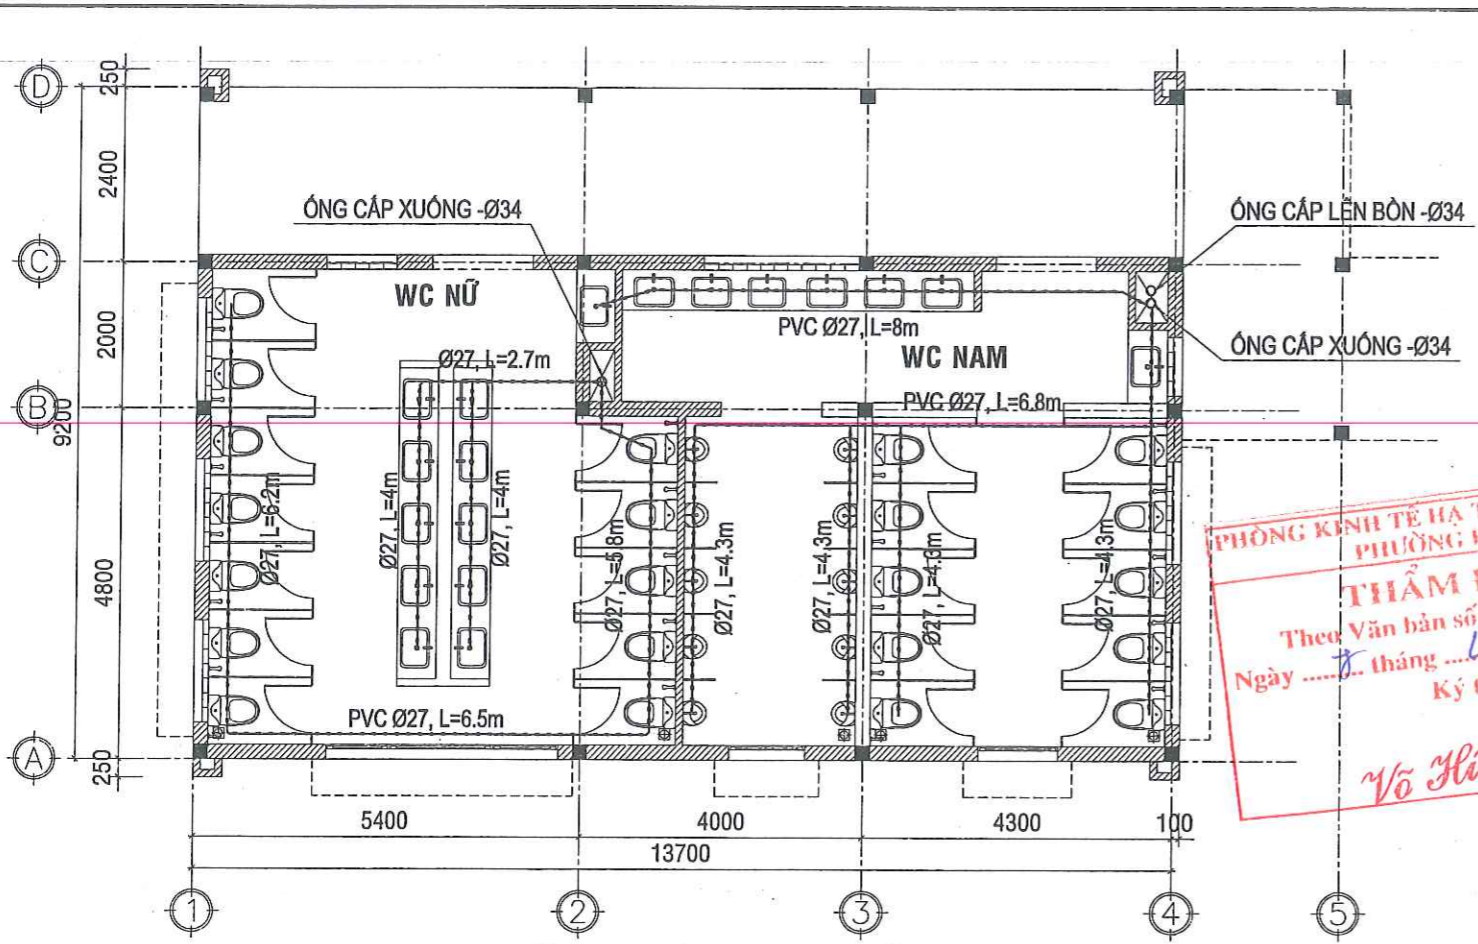 D
250
2400
ỐNG CẤP XUỐNG -Ø34
ỐNG CẤP LÊN BỒN -Ø34
C
WC NỮ
2000
PVC Ø27, L=8m
ỐNG CẤP XUỐNG -Ø34
Ø27, L=2.7m
WC NAM
B
9200
PVC Ø27, L=6.8m
Ø27, L=6.2m
Ø27, L=4m
Ø27, L=4m
Ø27, L=5.8m
Ø27, L=4.3m
Ø27, L=4.3m
Ø27, L=4.3m
Ø27, L=4.3m
4800
PHÒNG KINH TẾ HẠ T
PHƯỜNG
THẨM
Theo Văn bản số
Ngày ...... tháng ....
Ký
Võ
PVC Ø27, L=6.5m
A
250
5400
4000
4300
100
13700
1
2
3
4
5